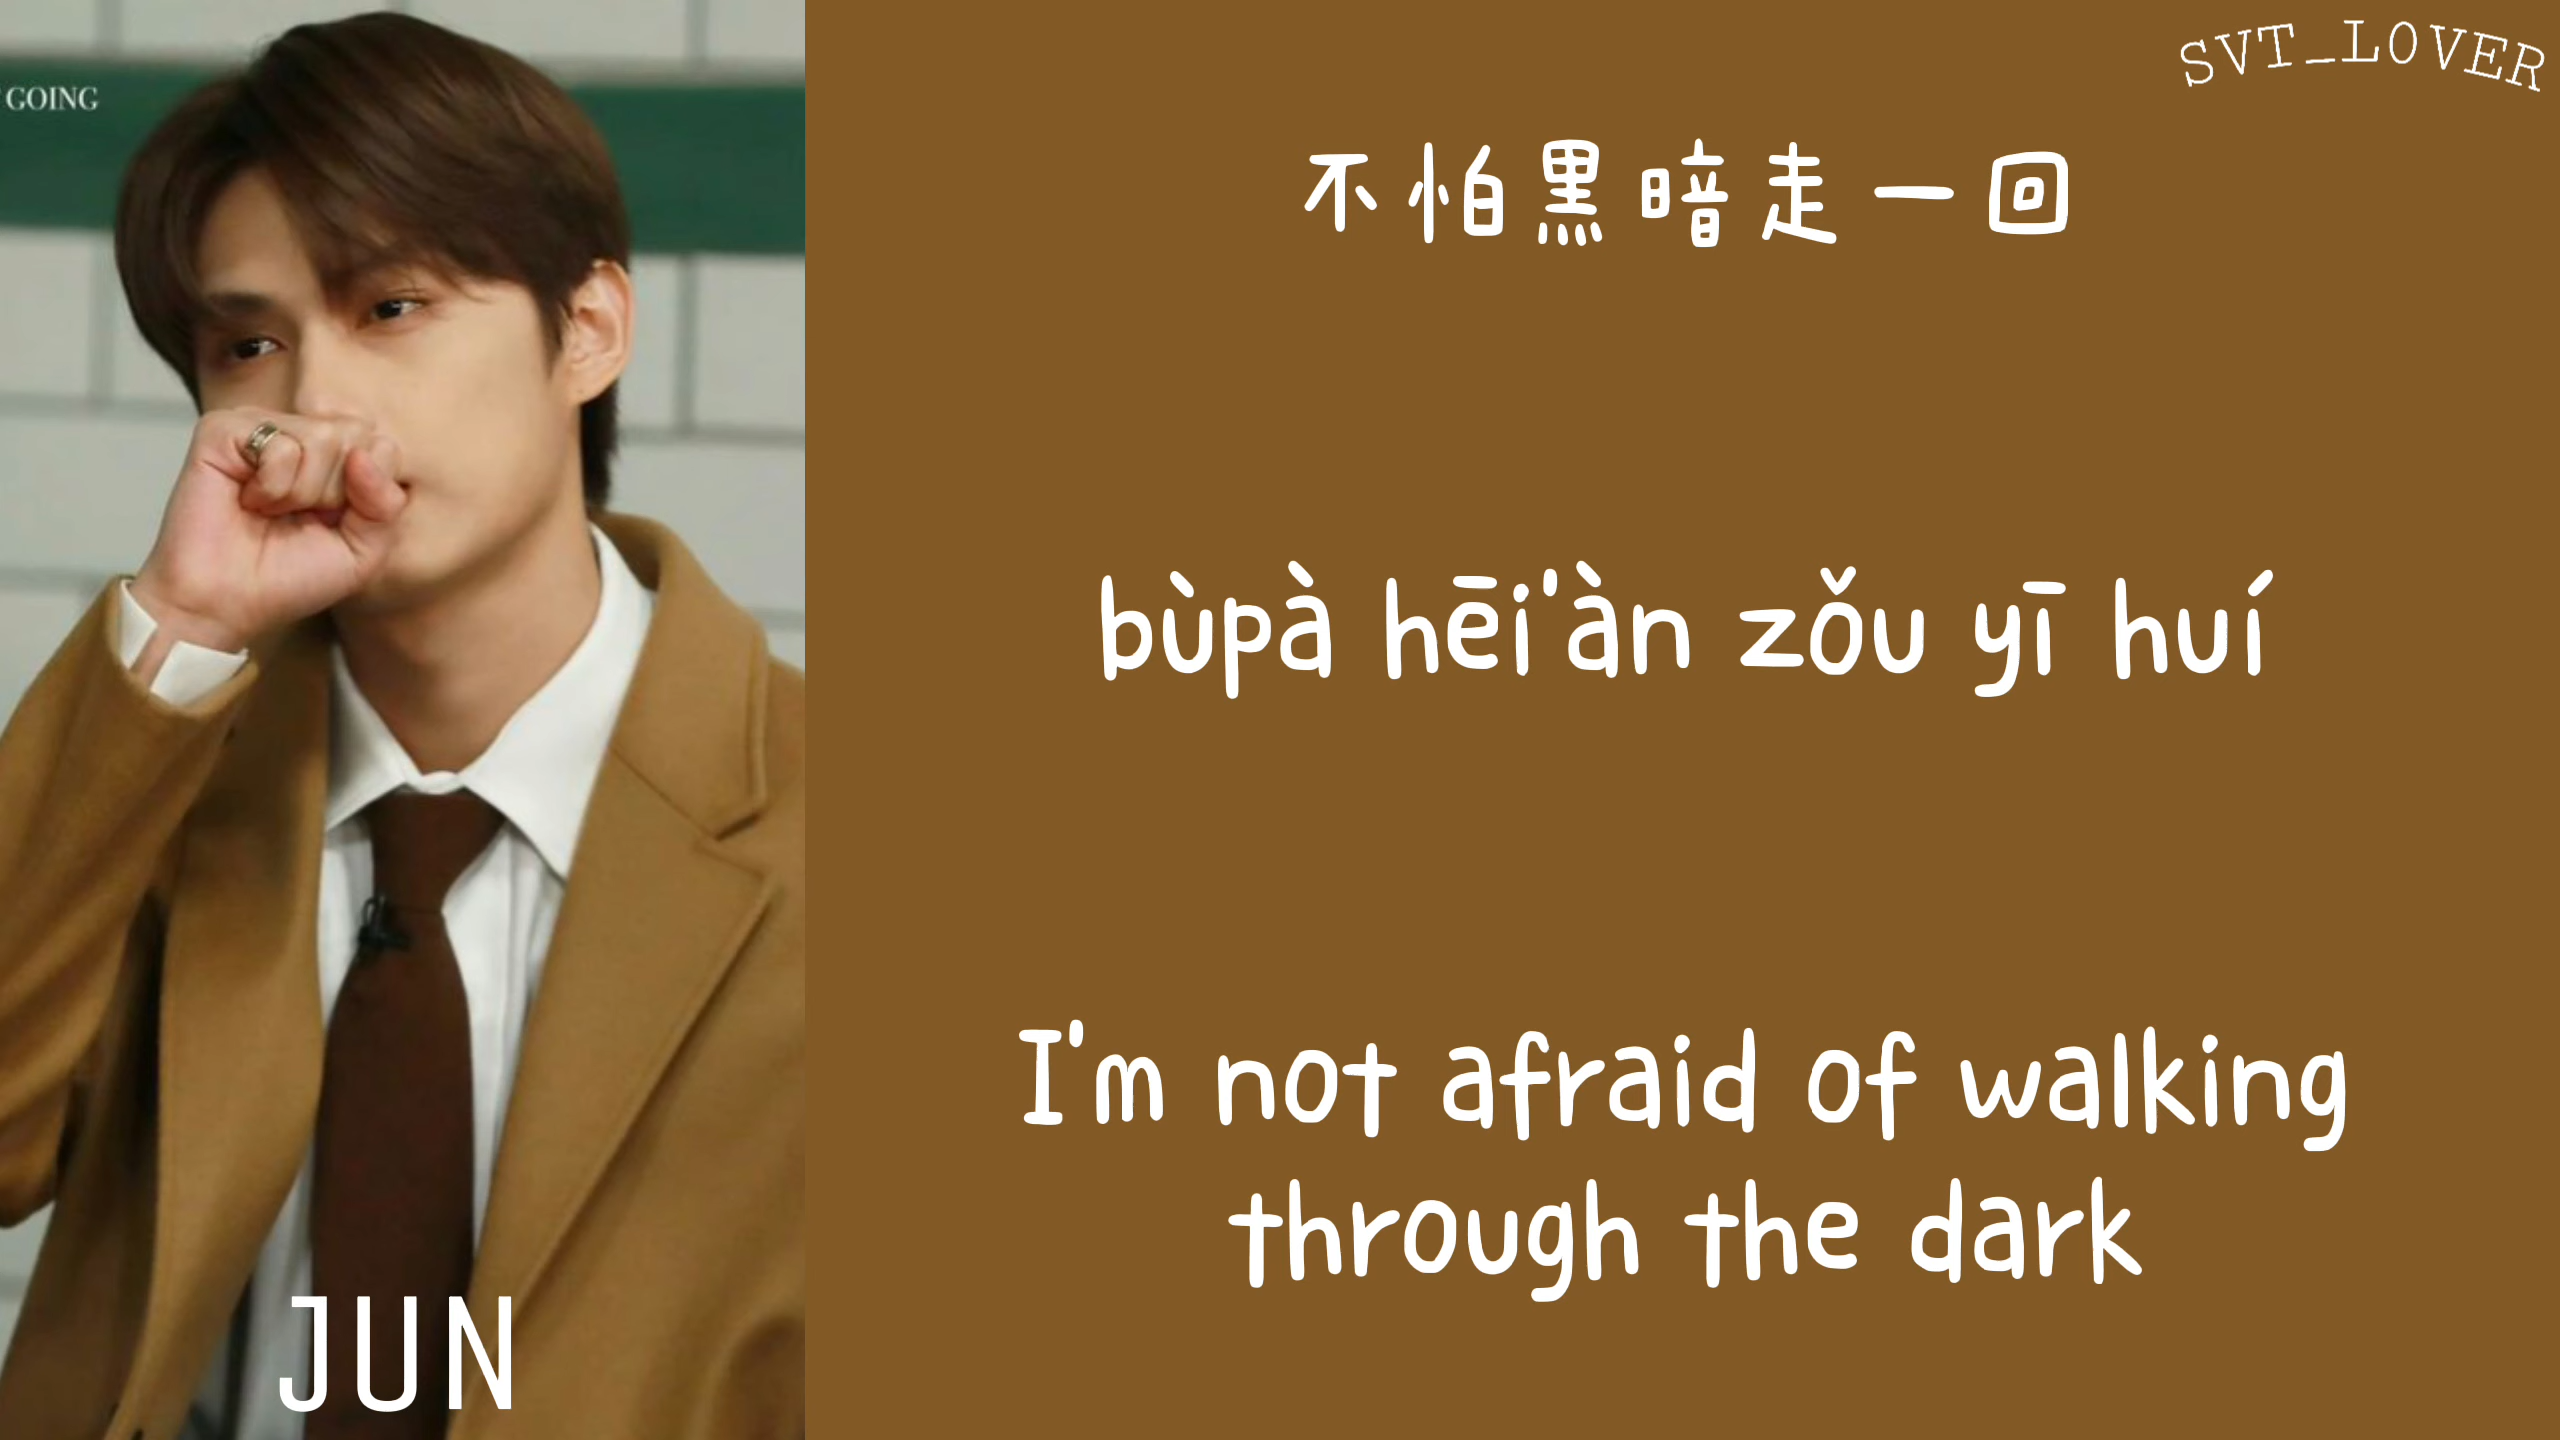 GOING
SVT_LOVER
不怕黑暗走一回
bùpà hēi'àn zǒu yī huí
I'm not afraid of walking
through the dark
JUN